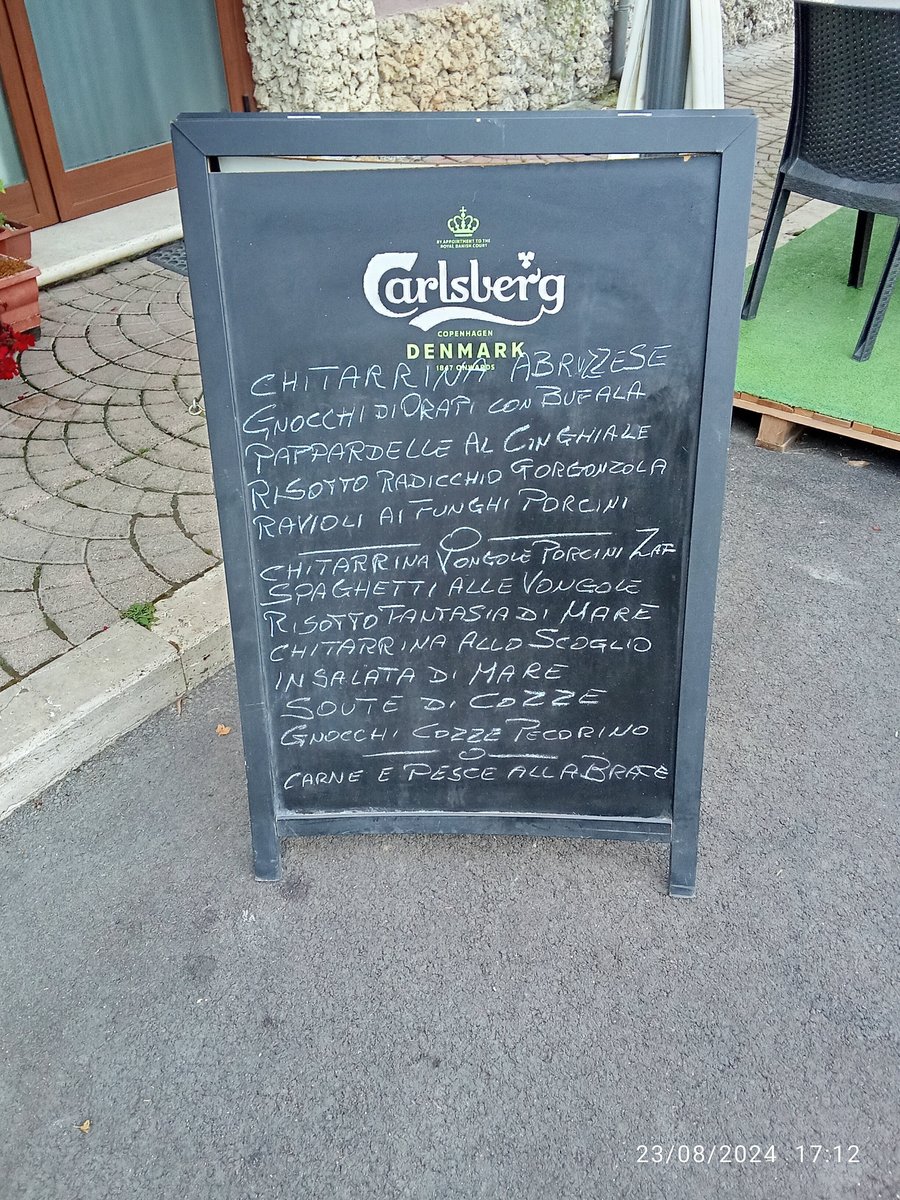 BY APPOINTMENT TO THE
ROYAL DANISH COURT
Carlsberg
COPENHAGEN
DENMARK
1847 ONWARDS
CHITARRINA ABRUZZESE
GNOCCHI DI ORAPI CON BUFALA
PAPPARDELLE AL CINGHIALE
RISOTTO RADICCHIO GORGONZOLA
RAVIOLI AI FUNGHI PORCINI
CHITARRINA VONGOLE PORCINI ZAF
SPAGHETTI ALLE VONGOLE
RISOTTO FANTASIA DI MARE
CHITARRINA ALLO SCOGLIO
INSALATA DI MARE
SOUTE DI COZZE
GNOCCHI COZZE PECORINO
CARNE E PESCE ALLA BRACE
23/08/2024 17:12